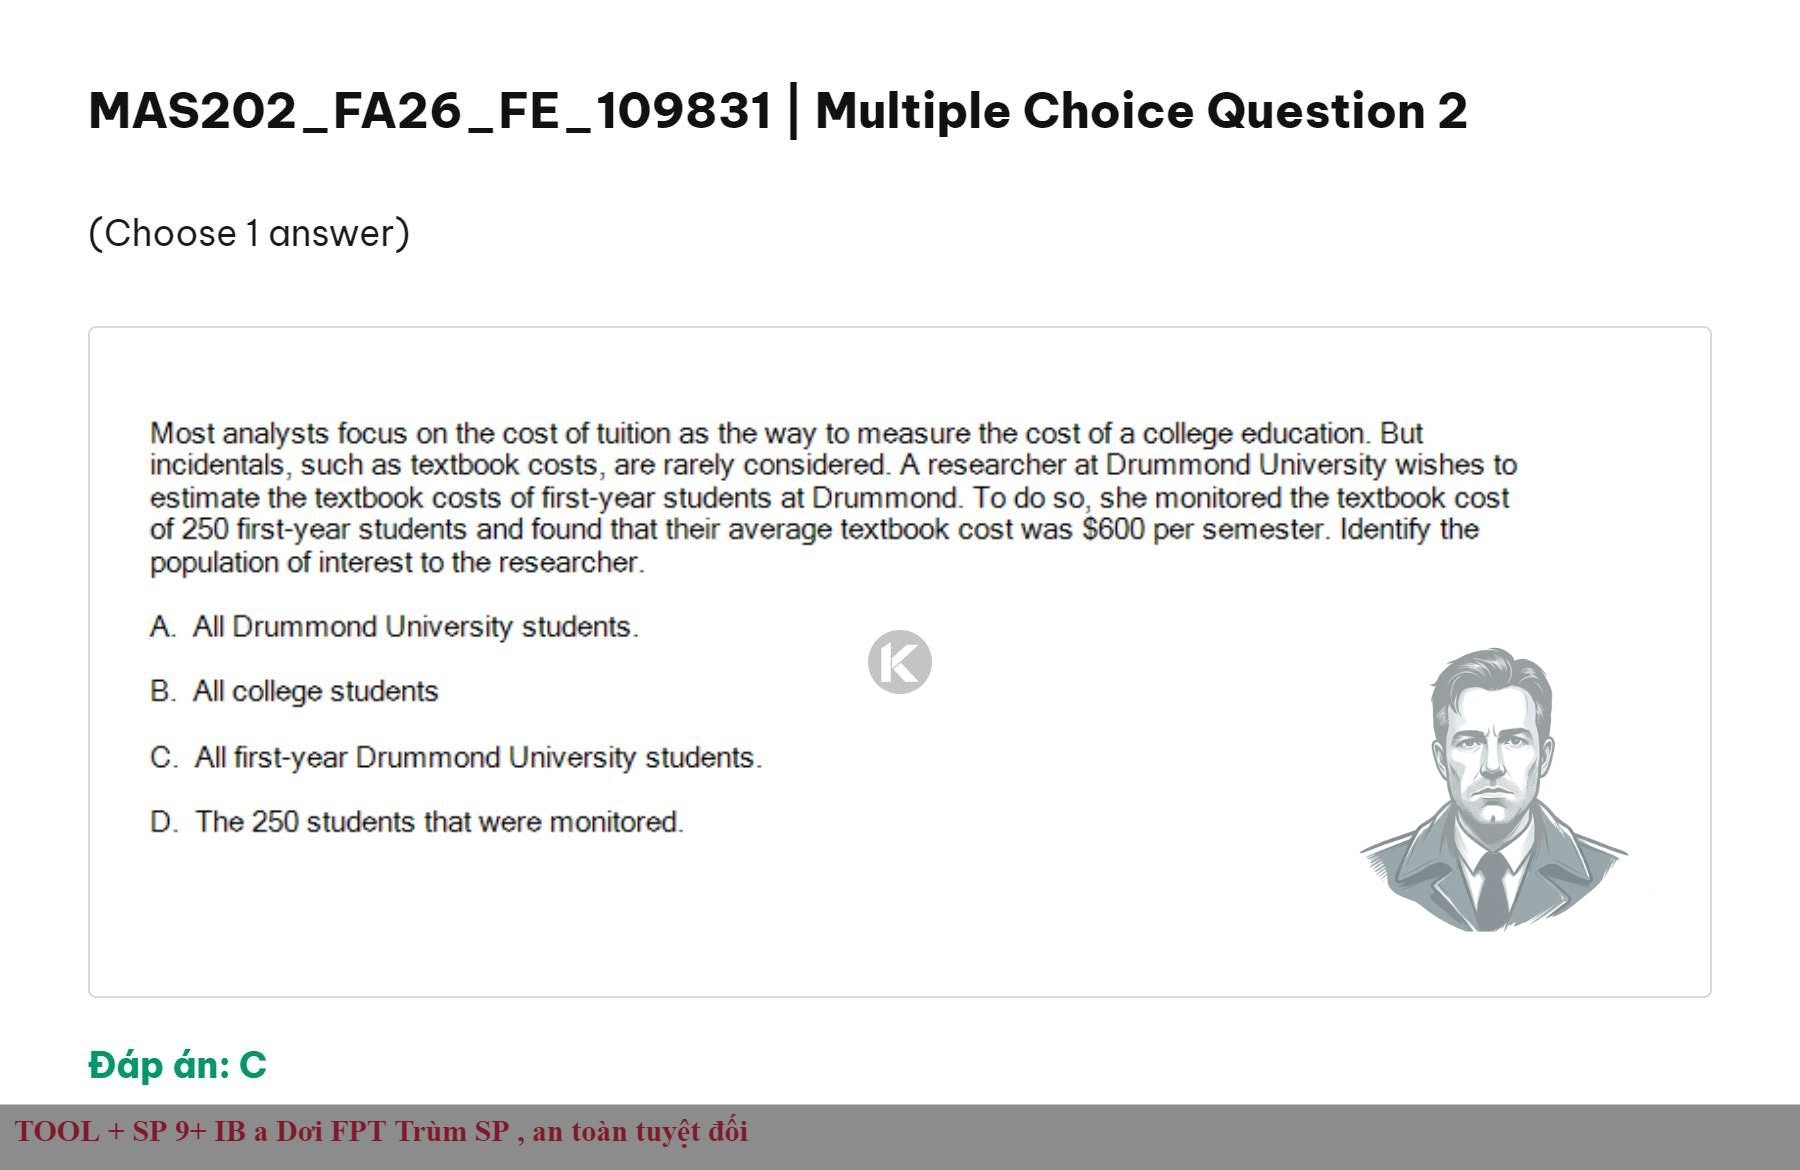 MAS202_FA26_FE_109831 | Multiple Choice Question 2
(Choose 1 answer)
Most analysts focus on the cost of tuition as the way to measure the cost of a college education. But
incidentals, such as textbook costs, are rarely considered. A researcher at Drummond University wishes to
estimate the textbook costs of first-year students at Drummond. To do so, she monitored the textbook cost
of 250 first-year students and found that their average textbook cost was $600 per semester. Identify the
population of interest to the researcher.
A. All Drummond University students.
B. All college students
C. All first-year Drummond University students.
D. The 250 students that were monitored.
K
Đáp án: C
TOOL + SP 9+ IB a Dơi FPT Trùm SP , an toàn tuyệt đối